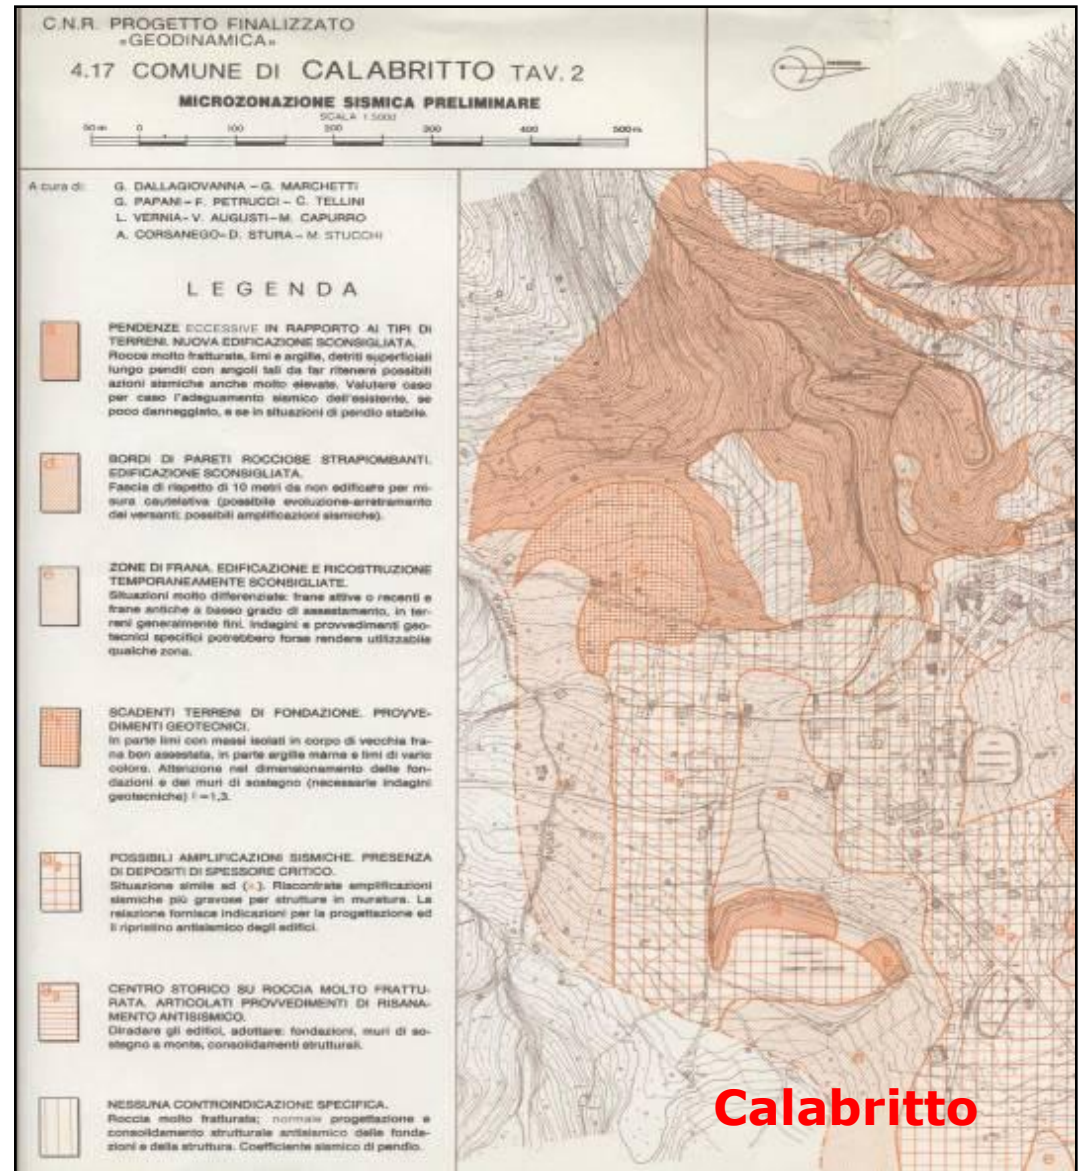 C.N.R. PROGETTO FINALIZZATO
«GEODINAMICA»
4.17 COMUNE DI CALABRITTO TAV. 2
MICROZONAZIONE SISMICA PRELIMINARE
SCALA 1:5000
50 m 0 100 200 300 400 500 m
A cura di: G. DALLAGIOVANNA – G. MARCHETTI
G. PAPANI – F. PETRUCCI – C. TELLINI
L. VERNIA – V. AUGUSTI – M. CAPURRO
A. CORSANEGO – D. STURA – M. STUCCHI
LEGENDA
PENDENZE ECCESSIVE IN RAPPORTO AI TIPI DI
TERRENI. NUOVA EDIFICAZIONE SCONSIGLIATA.
Rocce molto fratturate, limi e argille, detriti superficiali
lungo pendii con angoli tali da far ritenere possibili
azioni sismiche anche molto elevate. Valutare caso
per caso l'adeguamento sismico dell'esistente, se
poco danneggiato, e se in situazioni di pendio stabile.
d
BORDI DI PARETI ROCCIOSE STRAPIOMBANTI.
EDIFICAZIONE SCONSIGLIATA.
Fascia di rispetto di 10 metri da non edificare per mi-
sura cautelativa (possibile evoluzione-arretramento
dei versanti; possibili amplificazioni sismiche).
e
ZONE DI FRANA. EDIFICAZIONE E RICOSTRUZIONE
TEMPORANEAMENTE SCONSIGLIATE.
Situazioni molto differenziate: frane attive o recenti e
frane antiche a basso grado di assestamento, in ter-
reni generalmente fini. Indagini e provvedimenti geo-
tecnici specifici potrebbero forse rendere utilizzabile
qualche zona.
SCADENTI TERRENI DI FONDAZIONE. PROVVE-
DIMENTI GEOTECNICI.
In parte limi con massi isolati in corpo di vecchia fra-
na ben assestata, in parte argille marne e limi di vario
colore. Attenzione nel dimensionamento delle fon-
dazioni e dei muri di sostegno (necessarie indagini
geotecniche) =1,3.
POSSIBILI AMPLIFICAZIONI SISMICHE. PRESENZA
DI DEPOSITI DI SPESSORE CRITICO.
Situazione simile ad ( ). Riscontrate amplificazioni
sismiche più gravose per strutture in muratura. La
relazione fornisce indicazioni per la progettazione ed
il ripristino antisismico degli edifici.
CENTRO STORICO SU ROCCIA MOLTO FRATTU-
RATA. ARTICOLATI PROVVEDIMENTI DI RISANA-
MENTO ANTISISMICO.
Diradare gli edifici, adottare: fondazioni, muri di so-
stegno a monte, consolidamenti strutturali.
NESSUNA CONTROINDICAZIONE SPECIFICA.
Roccia molto fratturata; normale progettazione e
consolidamento strutturale antisismico delle fonda-
zioni e della struttura. Coefficiente sismico di pendio.
Calabritto